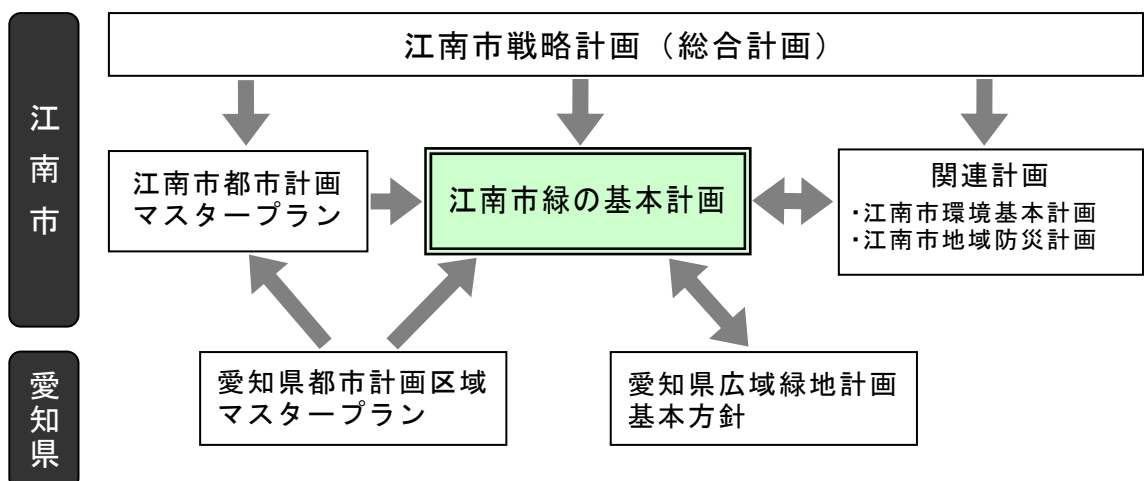 江南市
江南市戦略計画（総合計画）
江南市都市計画
マスタープラン
江南市緑の基本計画
関連計画
・江南市環境基本計画
・江南市地域防災計画
愛知県
愛知県都市計画区域
マスタープラン
愛知県広域緑地計画
基本方針